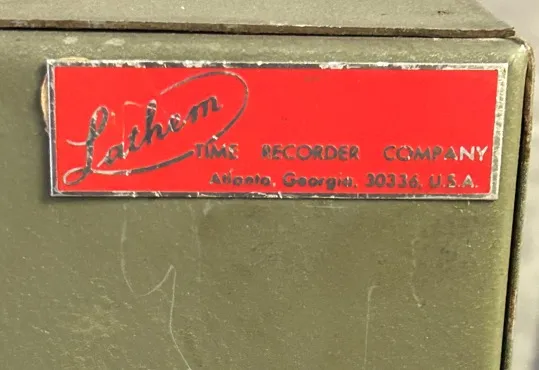 Lathem
TIME RECORDER COMPANY
Atlanta, Georgia, 30336, U.S.A.